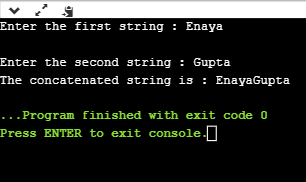 Enter the first string : Enaya
Enter the second string : Gupta
The concatenated string is : EnayaGupta
...Program finished with exit code 0
Press ENTER to exit console.